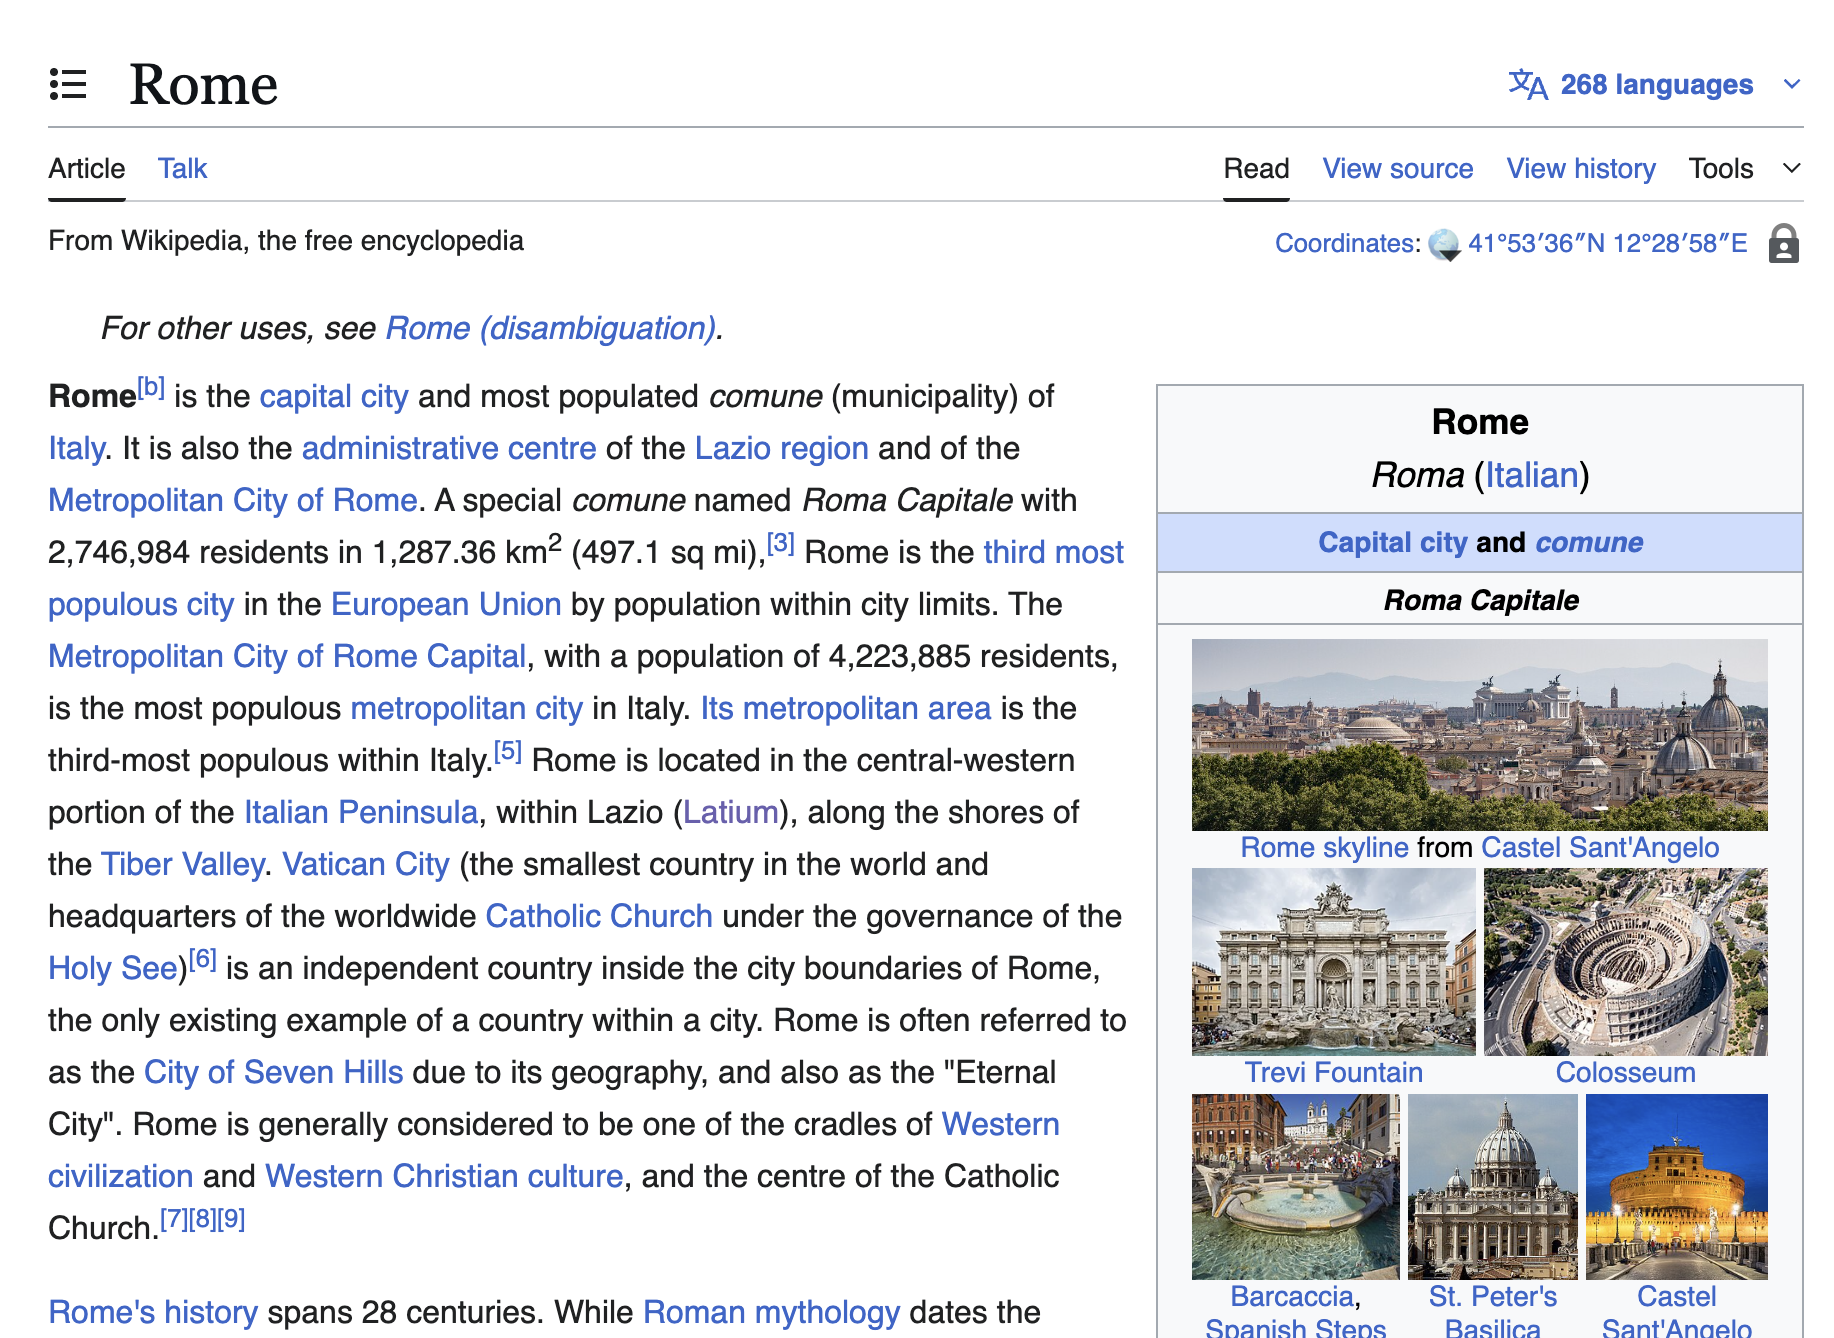 Rome
268 languages
Article Talk
Read View source View history Tools
From Wikipedia, the free encyclopedia
Coordinates: 41°53′36″N 12°28′58″E
For other uses, see Rome (disambiguation).
Rome[b] is the capital city and most populated comune (municipality) of
Italy. It is also the administrative centre of the Lazio region and of the
Metropolitan City of Rome. A special comune named Roma Capitale with
2,746,984 residents in 1,287.36 km2 (497.1 sq mi),[3] Rome is the third most
populous city in the European Union by population within city limits. The
Metropolitan City of Rome Capital, with a population of 4,223,885 residents,
is the most populous metropolitan city in Italy. Its metropolitan area is the
third-most populous within Italy.[5] Rome is located in the central-western
portion of the Italian Peninsula, within Lazio (Latium), along the shores of
the Tiber Valley. Vatican City (the smallest country in the world and
headquarters of the worldwide Catholic Church under the governance of the
Holy See)[6] is an independent country inside the city boundaries of Rome,
the only existing example of a country within a city. Rome is often referred to
as the City of Seven Hills due to its geography, and also as the "Eternal
City". Rome is generally considered to be one of the cradles of Western
civilization and Western Christian culture, and the centre of the Catholic
Church.[7][8][9]
Rome's history spans 28 centuries. While Roman mythology dates the
Rome
Roma (Italian)
Capital city and comune
Roma Capitale
Rome skyline from Castel Sant'Angelo
Trevi Fountain
Colosseum
Barcaccia,
Spanish Steps
St. Peter's
Basilica
Castel
Sant'Angelo